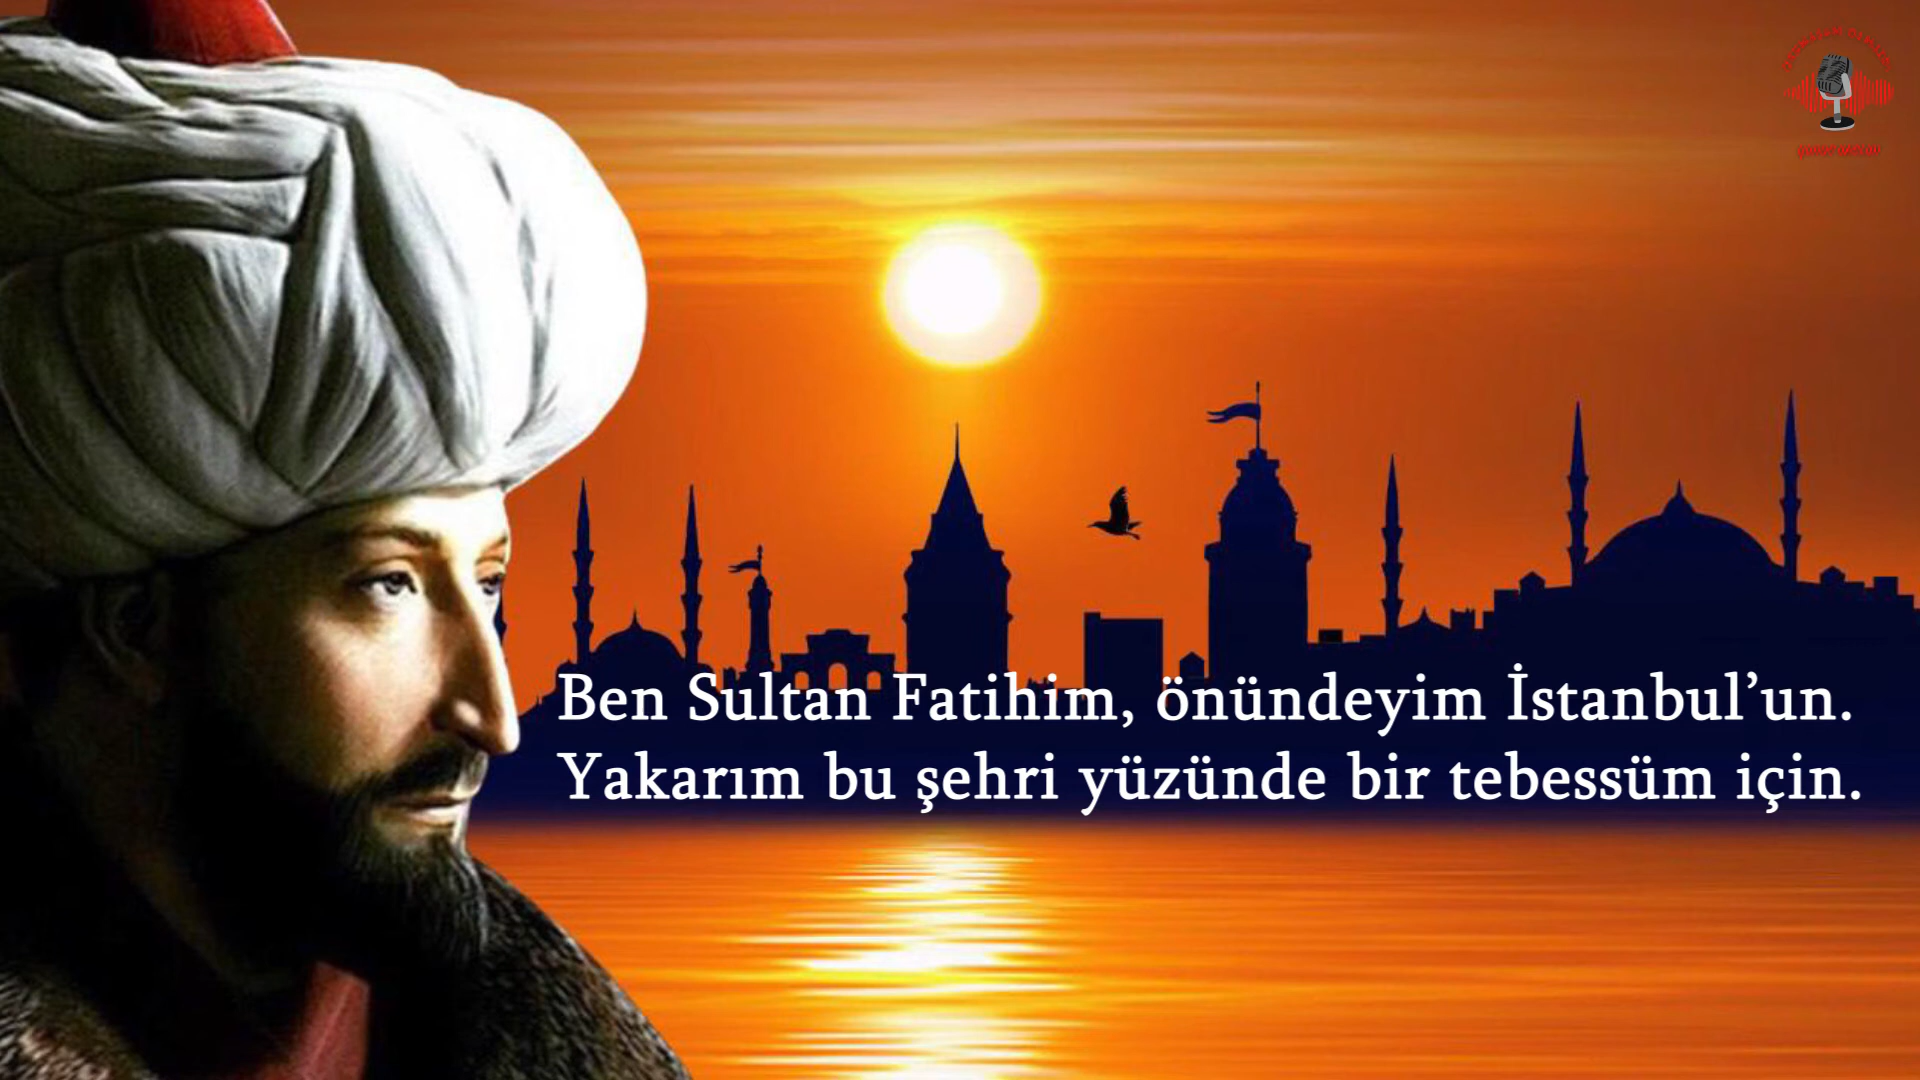 Ben Sultan Fatihim, önündeyim İstanbul’un.
Yakarım bu şehri yüzünde bir tebessüm için.